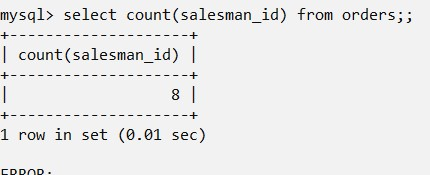 mysql> select count(salesman_id) from orders;;
+--------------------+
| count(salesman_id) |
+--------------------+
|                  8 |
+--------------------+
1 row in set (0.01 sec)
ERROR: